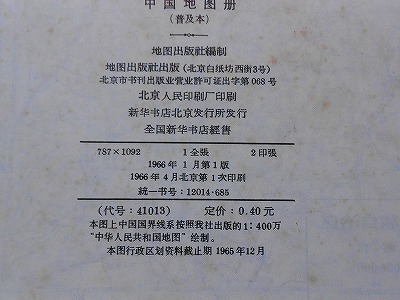 中国地图册
(普及本)
地图出版社編制
地图出版社出版(北京白纸坊西街3号)
北京市书刊出版业营业許可証出字第068号
北京人民印刷厂印刷
新华书店北京发行所发行
全国新华书店經售
787×1092 1全張 2印張
1966年1月第1版
1966年4月北京第1次印刷
統一书号：12014·685
(代号：41013) 定价：0.40元
本图上中国国界线系按照我社出版的1：400万
“中华人民共和国地图”绘制。
本图行政区划资料截止期1965年12月